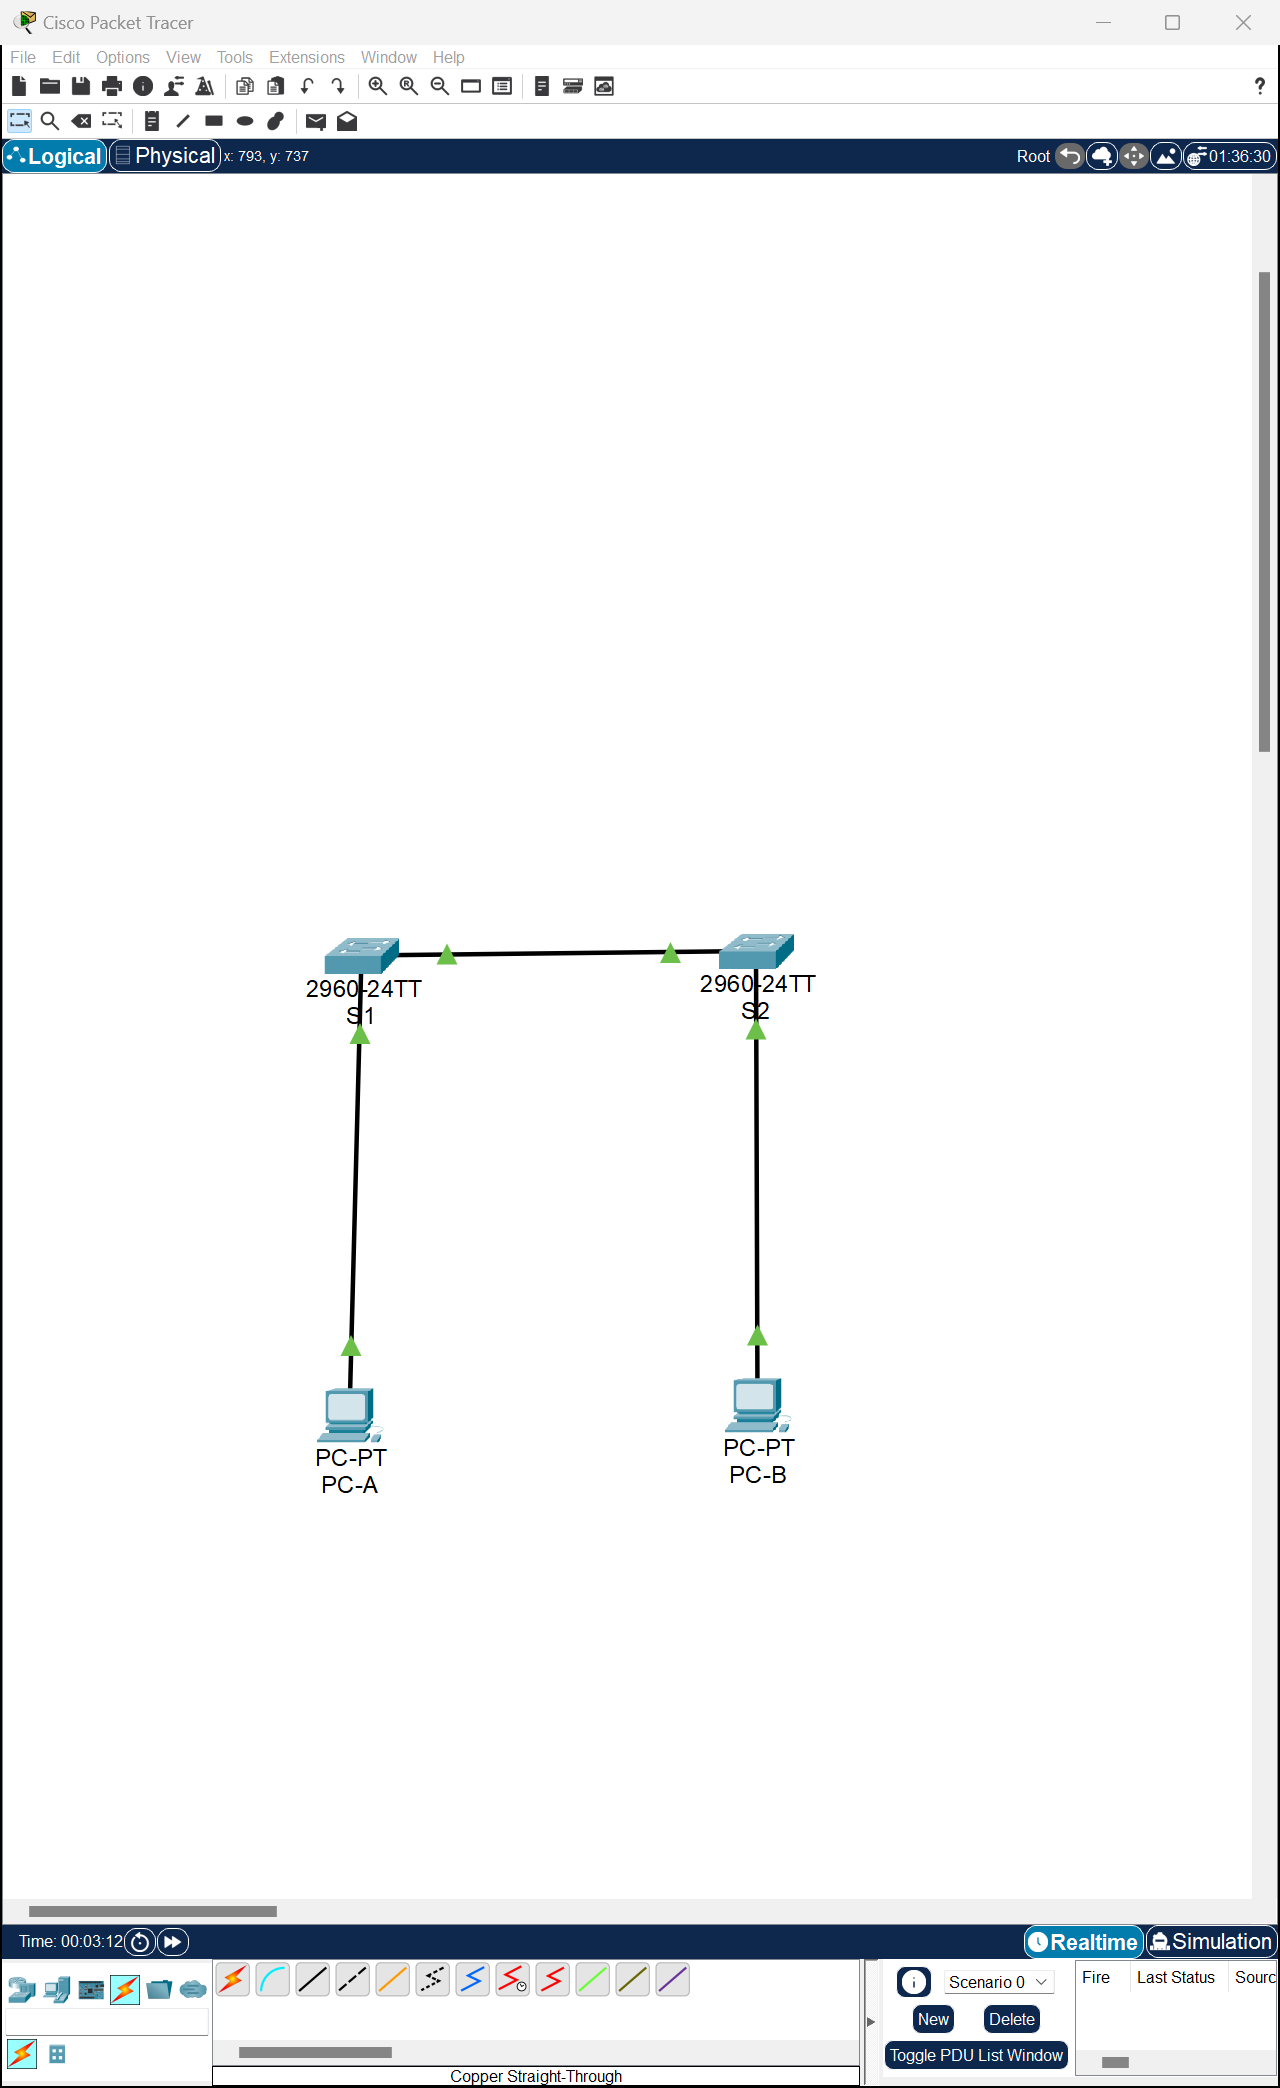 Cisco Packet Tracer
File Edit Options View Tools Extensions Window Help
?
Logical Physical x: 793, y: 737 Root 01:36:30
2960-24TT
S1
2960-24TT
S2
PC-PT
PC-A
PC-PT
PC-B
Time: 00:03:12 Realtime Simulation
Scenario 0
New Delete
Toggle PDU List Window
Fire Last Status Sourc
Copper Straight-Through